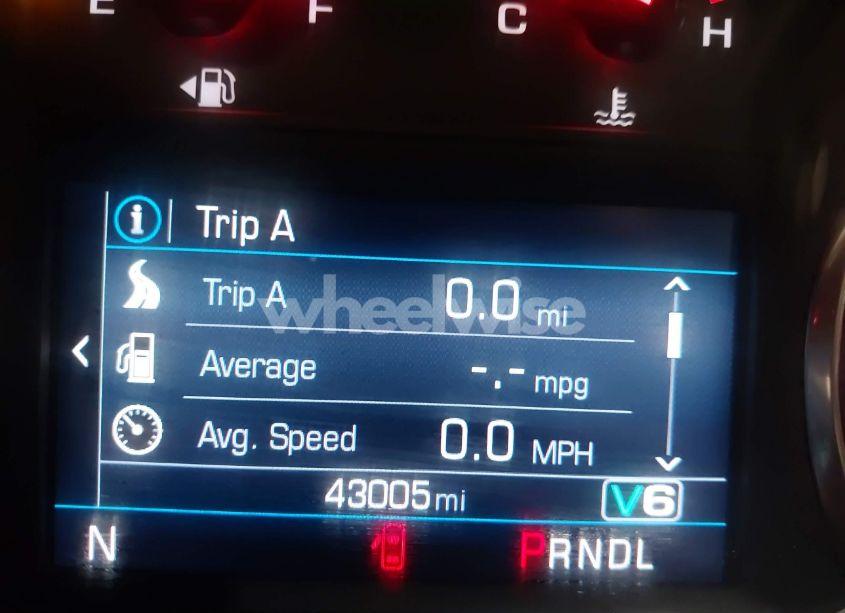 E F C H
Trip A
Trip A 0.0 mi
wheelwise
Average -.- mpg
Avg. Speed 0.0 MPH
43005 mi V6
N PRNDL